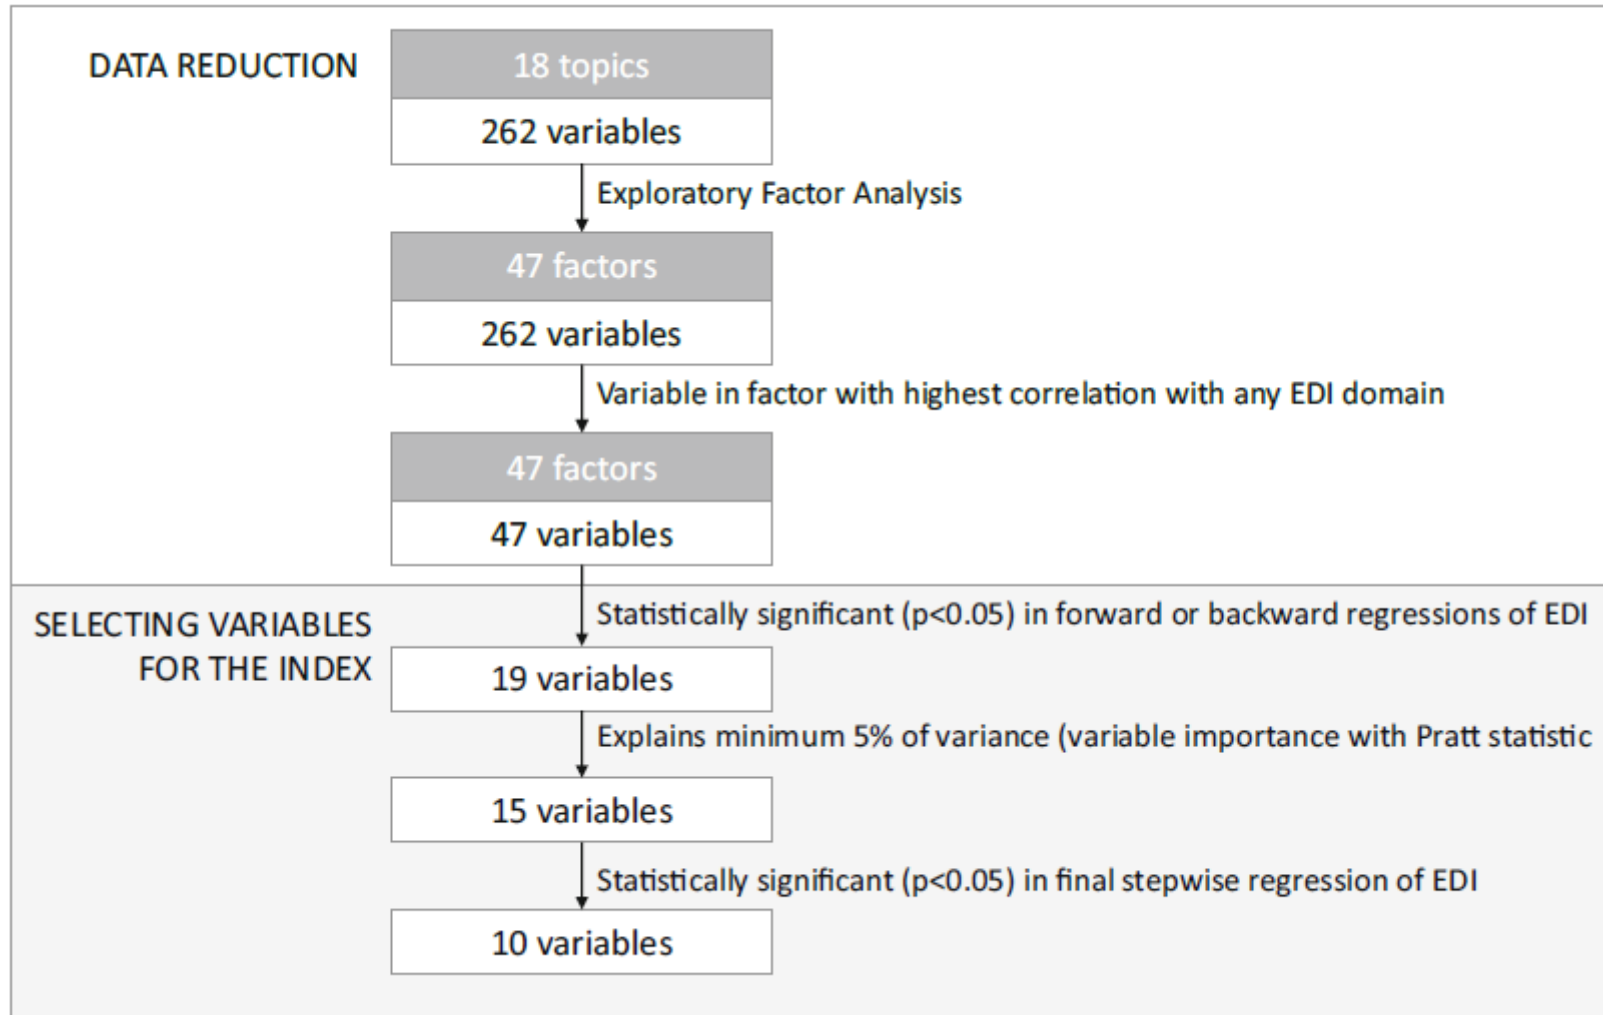 DATA REDUCTION
18 topics
262 variables
Exploratory Factor Analysis
47 factors
262 variables
Variable in factor with highest correlation with any EDI domain
47 factors
47 variables
SELECTING VARIABLES
FOR THE INDEX
Statistically significant (p<0.05) in forward or backward regressions of EDI
19 variables
Explains minimum 5% of variance (variable importance with Pratt statistic
15 variables
Statistically significant (p<0.05) in final stepwise regression of EDI
10 variables